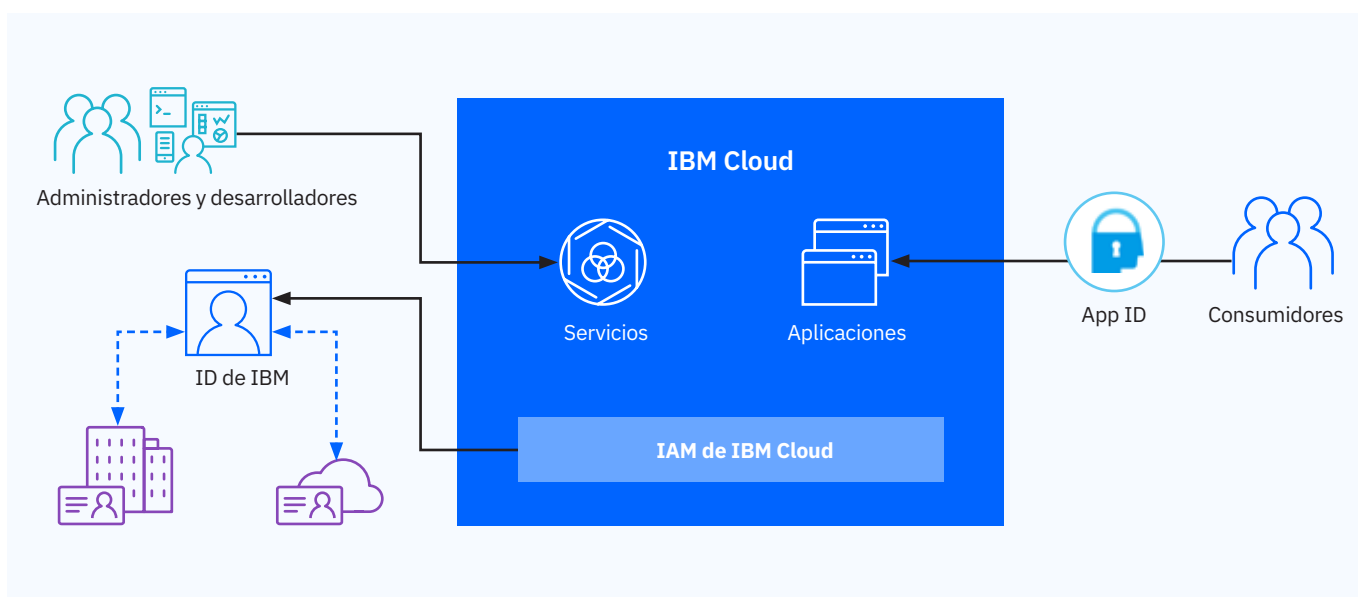 IBM Cloud
Administradores y desarrolladores
Servicios
Aplicaciones
App ID
Consumidores
ID de IBM
IAM de IBM Cloud